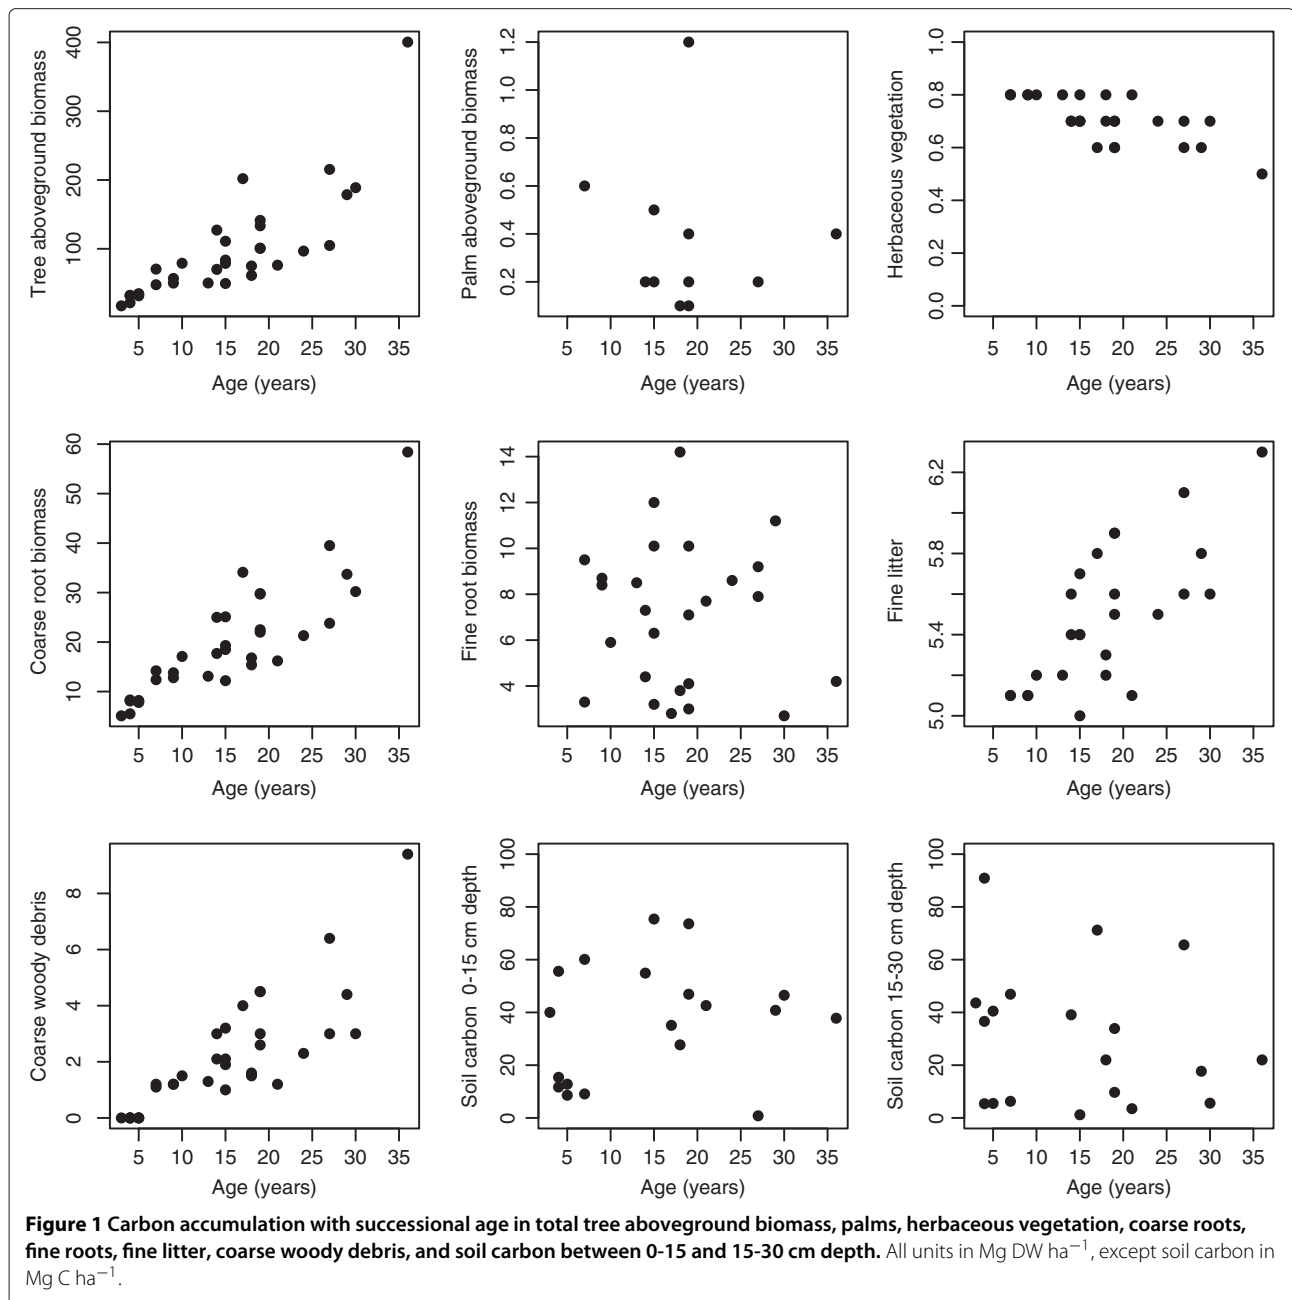 Tree aboveground biomass
100 200 300 400
5 10 15 20 25 30 35
Age (years)
Palm aboveground biomass
0.2 0.4 0.6 0.8 1.0 1.2
5 10 15 20 25 30 35
Age (years)
Herbaceous vegetation
0.0 0.2 0.4 0.6 0.8 1.0
5 10 15 20 25 30 35
Age (years)
Coarse root biomass
10 20 30 40 50 60
5 10 15 20 25 30 35
Age (years)
Fine root biomass
4 6 8 10 12 14
5 10 15 20 25 30 35
Age (years)
Fine litter
5.0 5.4 5.8 6.2
5 10 15 20 25 30 35
Age (years)
Coarse woody debris
0 2 4 6 8
5 10 15 20 25 30 35
Age (years)
Soil carbon 0-15 cm depth
0 20 40 60 80 100
5 10 15 20 25 30 35
Age (years)
Soil carbon 15-30 cm depth
0 20 40 60 80 100
5 10 15 20 25 30 35
Age (years)
Figure 1 Carbon accumulation with successional age in total tree aboveground biomass, palms, herbaceous vegetation, coarse roots,
fine roots, fine litter, coarse woody debris, and soil carbon between 0-15 and 15-30 cm depth. All units in Mg DW ha⁻¹, except soil carbon in
Mg C ha⁻¹.